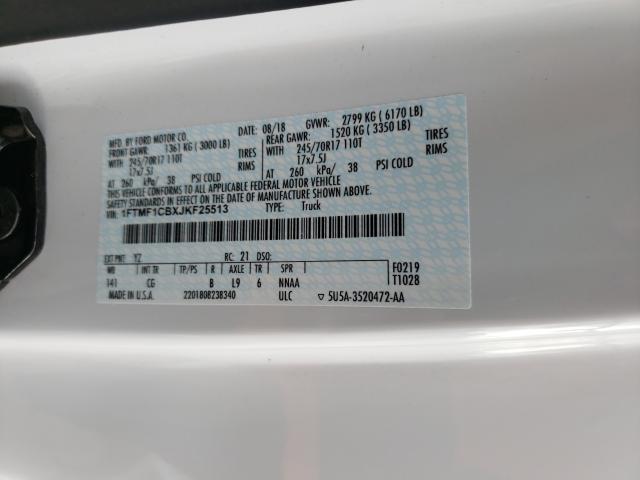 MFD. BY FORD MOTOR CO.
DATE: 08/18 GVWR: 2799 KG ( 6170 LB)
FRONT GAWR: 1361 KG ( 3000 LB) REAR GAWR: 1520 KG ( 3350 LB)
WITH 245/70R17 110T TIRES WITH 245/70R17 110T TIRES
17x7.5J RIMS 17x7.5J RIMS
AT 260 kPa/ 38 PSI COLD AT 260 kPa/ 38 PSI COLD
THIS VEHICLE CONFORMS TO ALL APPLICABLE FEDERAL MOTOR VEHICLE
SAFETY STANDARDS IN EFFECT ON THE DATE OF MANUFACTURE SHOWN ABOVE.
VIN: 1FTMF1CBXJKF25513 TYPE: Truck
EXT PNT: YZ RC: 21 DSO:
WB INT TR TP/PS R AXLE TR SPR F0219
141 CG B L9 6 NNAA T1028
MADE IN U.S.A. 2201808238340 ULC ▽ 5U5A-3520472-AA